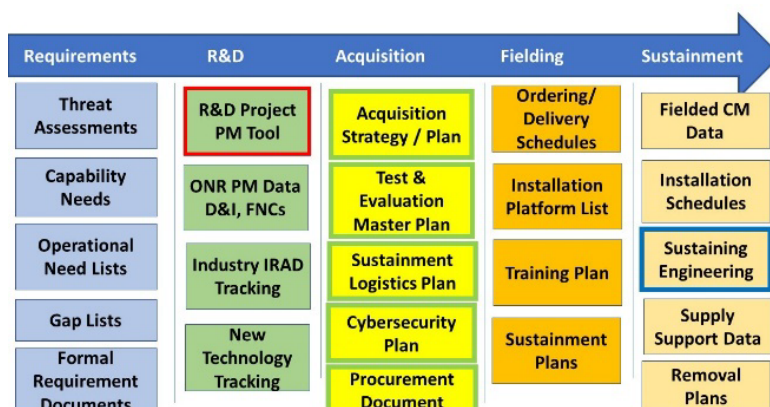 Requirements
R&D
Acquisition
Fielding
Sustainment
Threat
Assessments
Capability
Needs
Operational
Need Lists
Gap Lists
Formal
Requirement
Documents
R&D Project
PM Tool
ONR PM Data
D&I, FNCs
Industry IRAD
Tracking
New
Technology
Tracking
Acquisition
Strategy / Plan
Test &
Evaluation
Master Plan
Sustainment
Logistics Plan
Cybersecurity
Plan
Procurement
Document
Ordering/
Delivery
Schedules
Installation
Platform List
Training Plan
Sustainment
Plans
Fielded CM
Data
Installation
Schedules
Sustaining
Engineering
Supply
Support Data
Removal
Plans